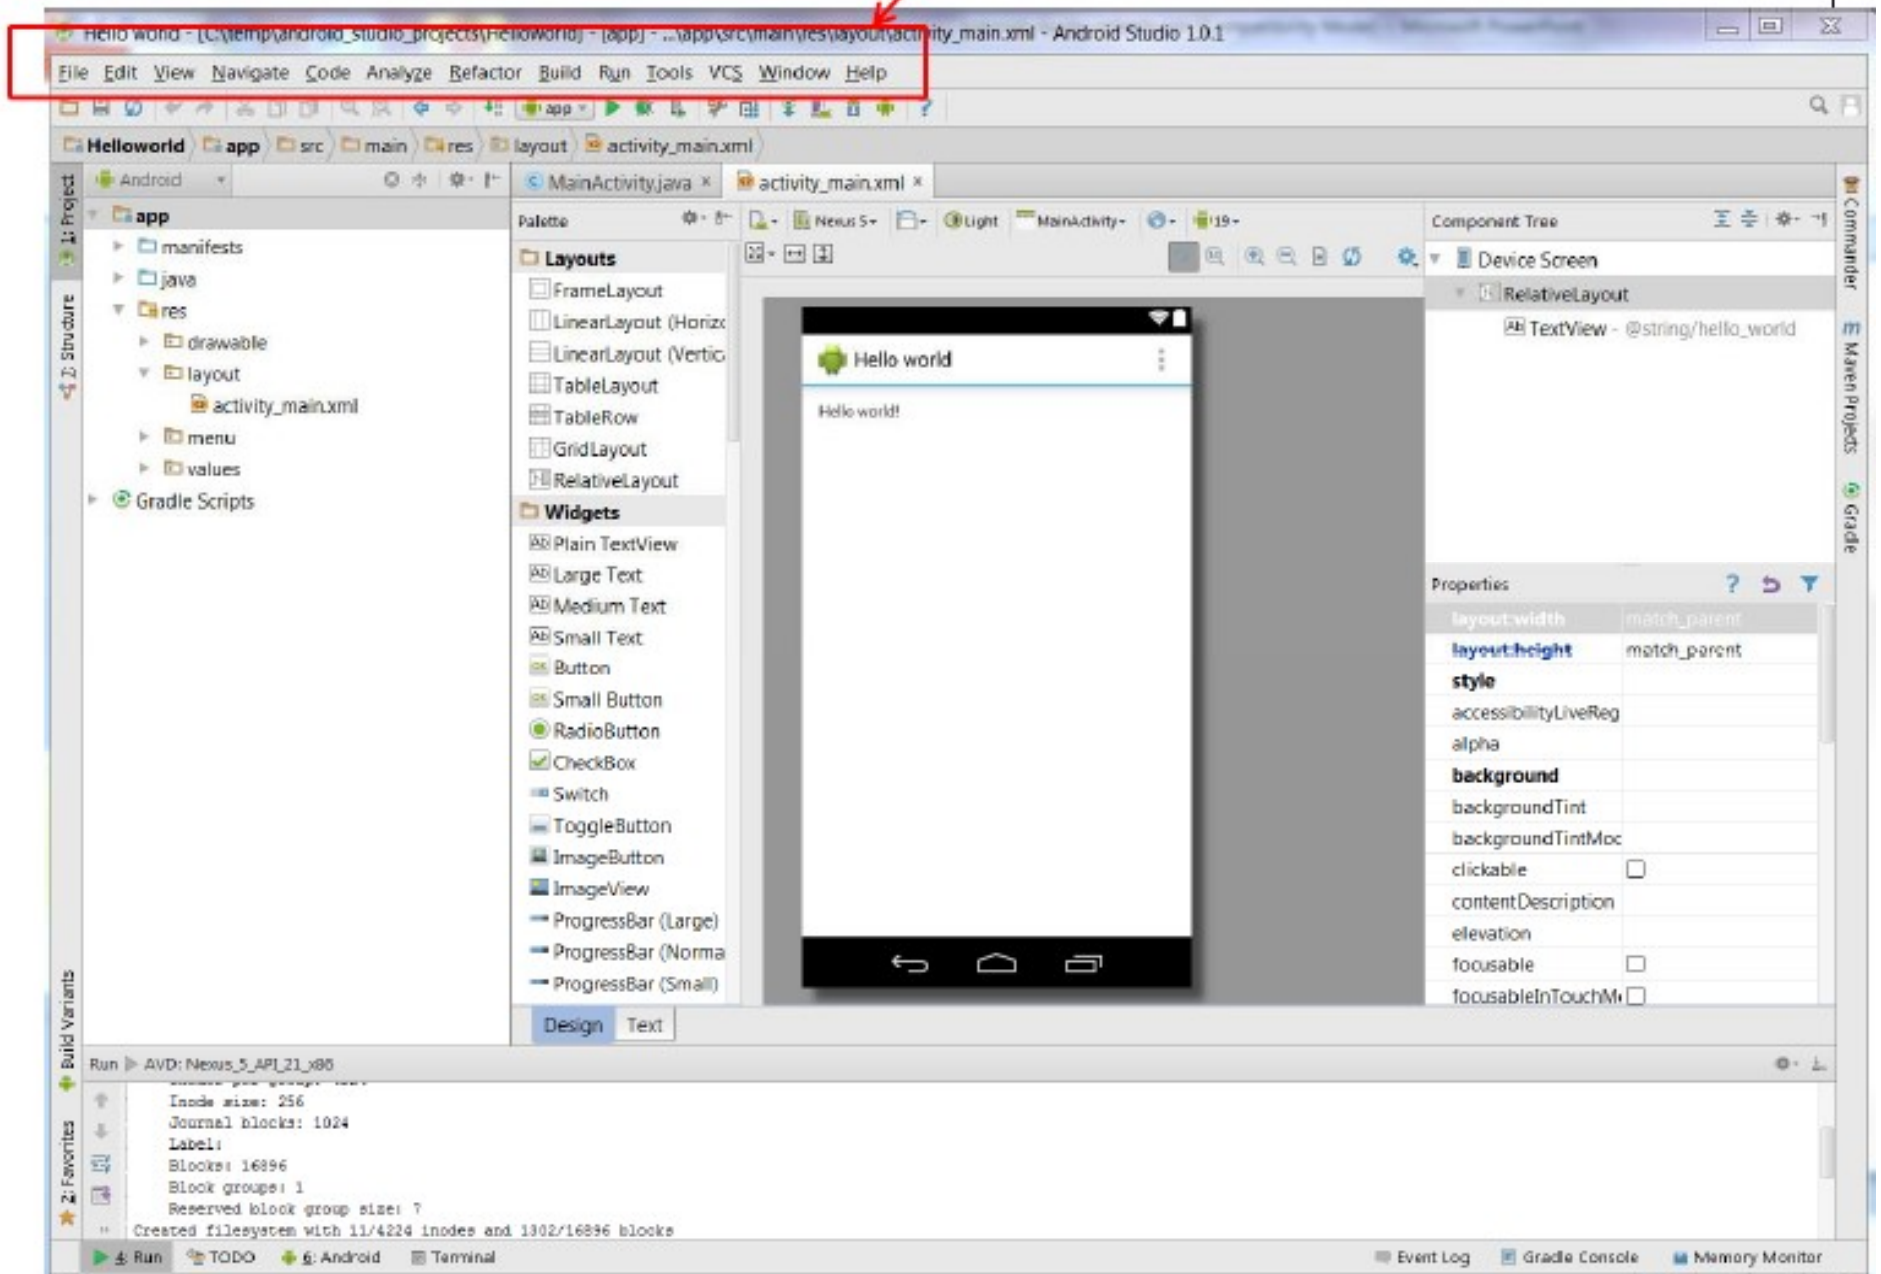 Hello world - [C:\temp\android_studio_projects\Helloworld] - [app] - ...\app\src\main\res\layout\activity_main.xml - Android Studio 1.0.1
File Edit View Navigate Code Analyze Refactor Build Run Tools VCS Window Help
app
Helloworld app src main res layout activity_main.xml
1: Project
2: Structure
Build Variants
2: Favorites
Android
app
manifests
java
res
drawable
layout
activity_main.xml
menu
values
Gradle Scripts
MainActivity.java activity_main.xml
Palette
Layouts
FrameLayout
LinearLayout (Horizo
LinearLayout (Vertic
TableLayout
TableRow
GridLayout
RelativeLayout
Widgets
Plain TextView
Large Text
Medium Text
Small Text
Button
Small Button
RadioButton
CheckBox
Switch
ToggleButton
ImageButton
ImageView
ProgressBar (Large)
ProgressBar (Norma
ProgressBar (Small)
Design Text
Nexus 5 Light MainActivity 19
Hello world
Hello world!
Component Tree
Device Screen
RelativeLayout
TextView - @string/hello_world
Properties
layout:width match_parent
layout:height match_parent
style
accessibilityLiveReg
alpha
background
backgroundTint
backgroundTintMoc
clickable
contentDescription
elevation
focusable
focusableInTouchM
Commander
Maven Projects
Gradle
Run AVD: Nexus_5_API_21_x86
Inode size: 256
Journal blocks: 1024
Label:
Blocks: 16896
Block groups: 1
Reserved block group size: 7
Created filesystem with 11/4224 inodes and 1302/16896 blocks
4: Run TODO 6: Android Terminal Event Log Gradle Console Memory Monitor